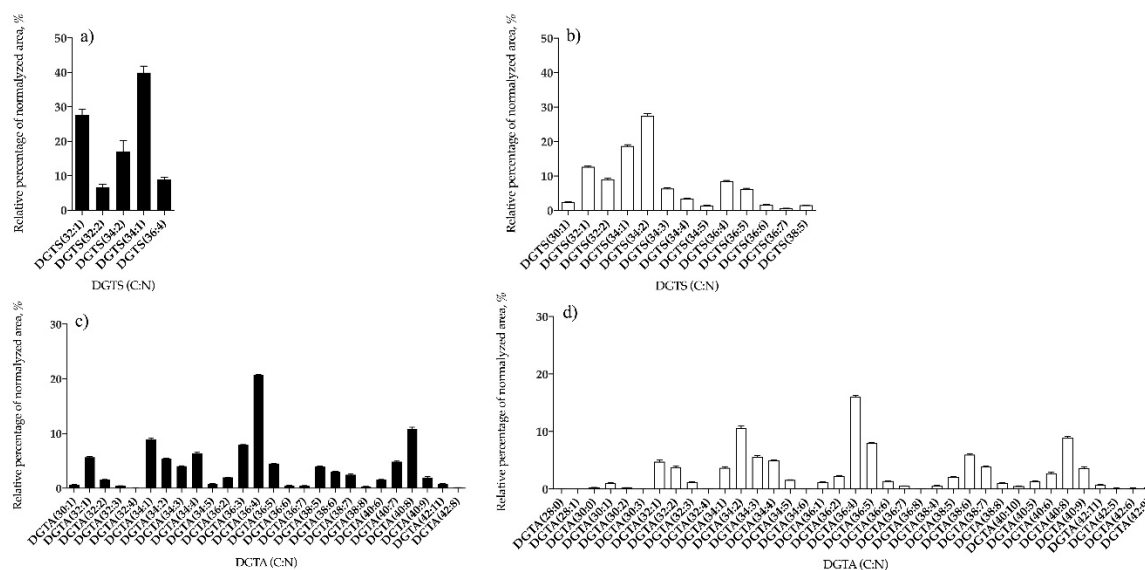 a)
Relative percentage of normalized area, %
50
40
30
20
10
0
DGTS(32:1)
DGTS(32:2)
DGTS(34:2)
DGTS(34:1)
DGTS(36:4)
DGTS (C:N)
b)
Relative percentage of normalized area, %
50
40
30
20
10
0
DGTS(30:1)
DGTS(32:1)
DGTS(32:2)
DGTS(34:1)
DGTS(34:2)
DGTS(34:3)
DGTS(34:4)
DGTS(34:5)
DGTS(36:4)
DGTS(36:5)
DGTS(36:6)
DGTS(36:7)
DGTS(38:5)
DGTS (C:N)
c)
Relative percentage of normalized area, %
30
20
10
0
DGTA(30:1)
DGTA(32:1)
DGTA(32:2)
DGTA(32:3)
DGTA(32:4)
DGTA(34:1)
DGTA(34:2)
DGTA(34:3)
DGTA(34:4)
DGTA(34:5)
DGTA(36:2)
DGTA(36:3)
DGTA(36:4)
DGTA(36:5)
DGTA(36:6)
DGTA(36:7)
DGTA(38:5)
DGTA(38:6)
DGTA(38:7)
DGTA(38:8)
DGTA(40:6)
DGTA(40:7)
DGTA(40:8)
DGTA(40:9)
DGTA(42:11)
DGTA(42:8)
DGTA (C:N)
d)
Relative percentage of normalized area, %
30
20
10
0
DGTA(28:0)
DGTA(28:1)
DGTA(30:0)
DGTA(30:1)
DGTA(30:2)
DGTA(30:3)
DGTA(32:1)
DGTA(32:2)
DGTA(32:3)
DGTA(32:4)
DGTA(34:1)
DGTA(34:2)
DGTA(34:3)
DGTA(34:4)
DGTA(34:5)
DGTA(34:6)
DGTA(36:1)
DGTA(36:2)
DGTA(36:4)
DGTA(36:5)
DGTA(36:6)
DGTA(36:7)
DGTA(36:8)
DGTA(38:4)
DGTA(38:5)
DGTA(38:6)
DGTA(38:7)
DGTA(38:8)
DGTA(40:10)
DGTA(40:5)
DGTA(40:6)
DGTA(40:8)
DGTA(40:9)
DGTA(42:11)
DGTA(42:5)
DGTA(42:6)
DGTA (C:N)